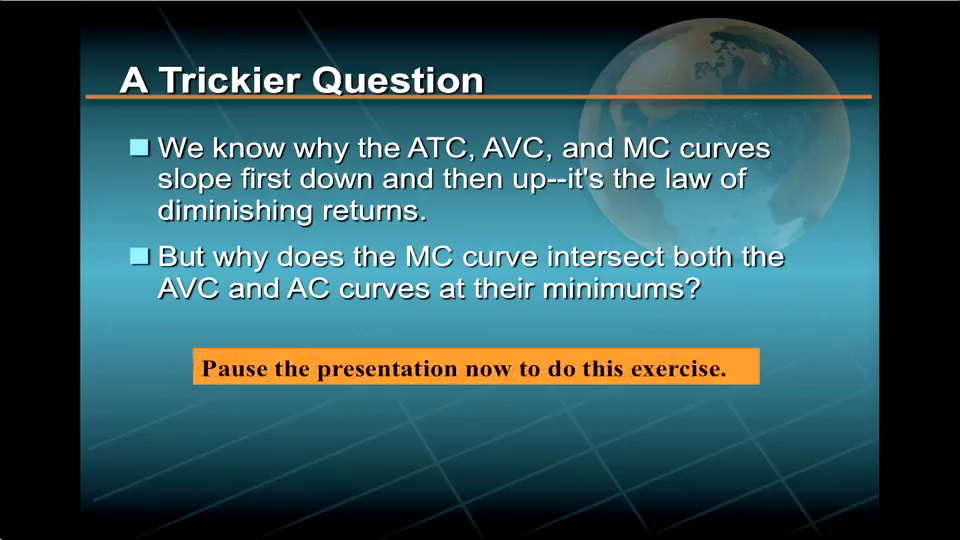 A Trickier Question
We know why the ATC, AVC, and MC curves
slope first down and then up--it's the law of
diminishing returns.
But why does the MC curve intersect both the
AVC and AC curves at their minimums?
Pause the presentation now to do this exercise.